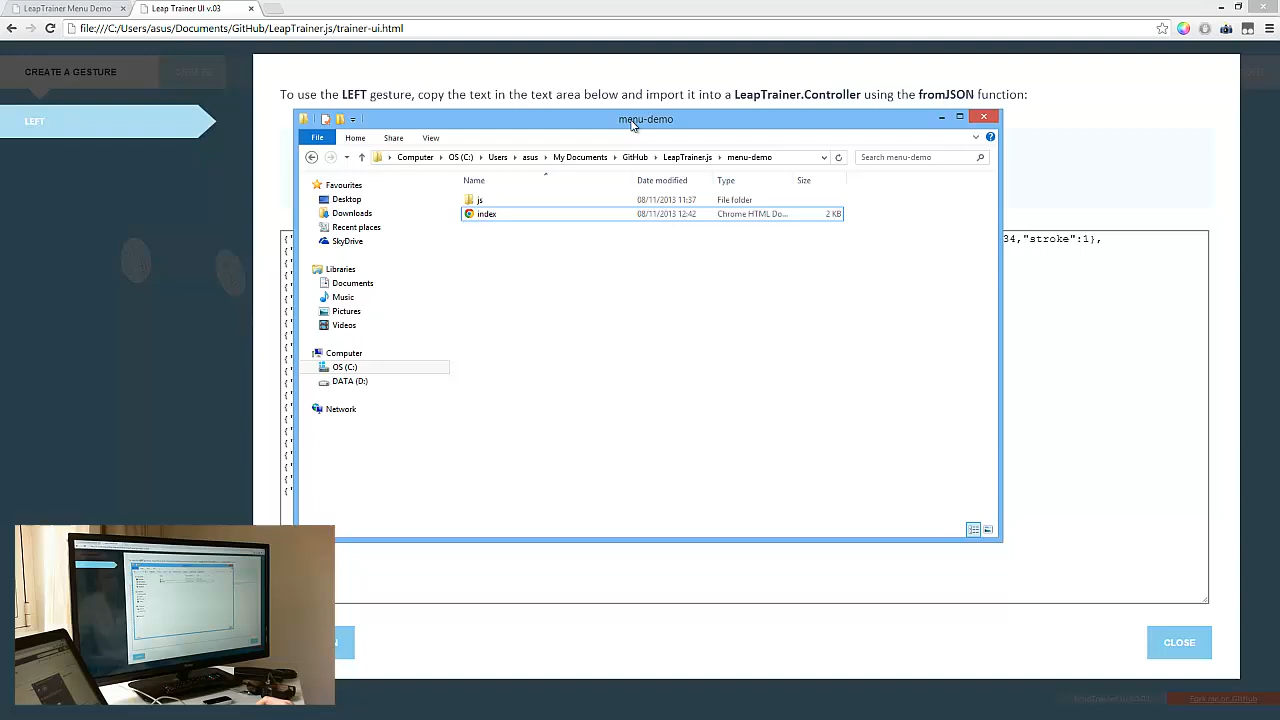 LeapTrainer Menu Demo
Leap Trainer UI v.03
file:///C:/Users/asus/Documents/GitHub/LeapTrainer.js/trainer-ui.html
CREATE A GESTURE
To use the LEFT gesture, copy the text in the text area below and import it into a LeapTrainer.Controller using the fromJSON function:
LEFT
menu-demo
File
Home
Share
View
Computer
OS (C:)
Users
asus
My Documents
GitHub
LeapTrainer.js
menu-demo
Search menu-demo
Name
Date modified
Type
Size
Favourites
Desktop
Downloads
Recent places
SkyDrive
Libraries
Documents
Music
Pictures
Videos
Computer
OS (C:)
DATA (D:)
Network
js
08/11/2013 11:37
File folder
index
08/11/2013 12:42
Chrome HTML Do...
2 KB
34,"stroke":1},
N
CLOSE
Fork me on GitHub